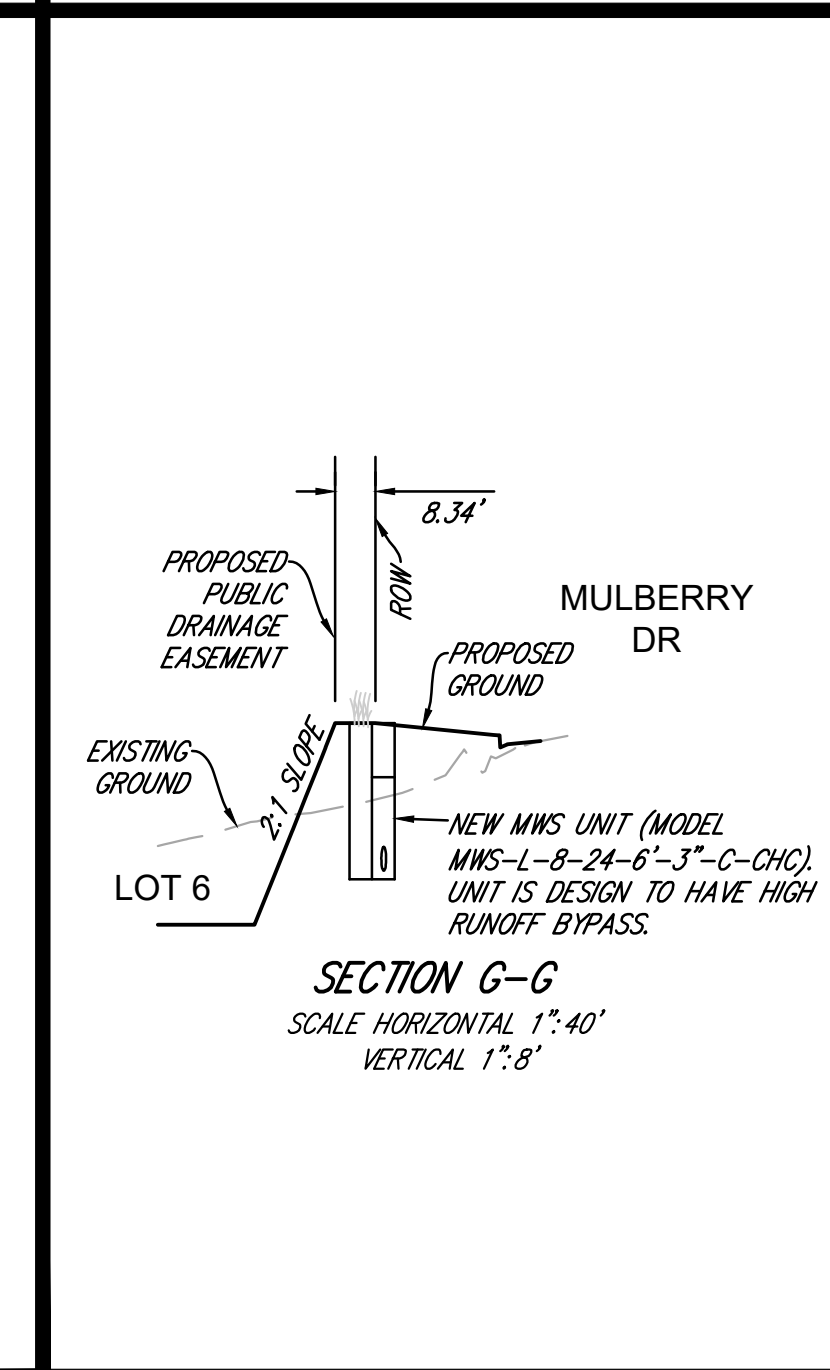 8.34'
PROPOSED
PUBLIC
DRAINAGE
EASEMENT
ROW
MULBERRY
DR
PROPOSED
GROUND
EXISTING
GROUND
2:1 SLOPE
LOT 6
NEW MWS UNIT (MODEL
MWS-L-8-24-6'-3"-C-CHC).
UNIT IS DESIGN TO HAVE HIGH
RUNOFF BYPASS.
SECTION G-G
SCALE HORIZONTAL 1":40'
VERTICAL 1":8'